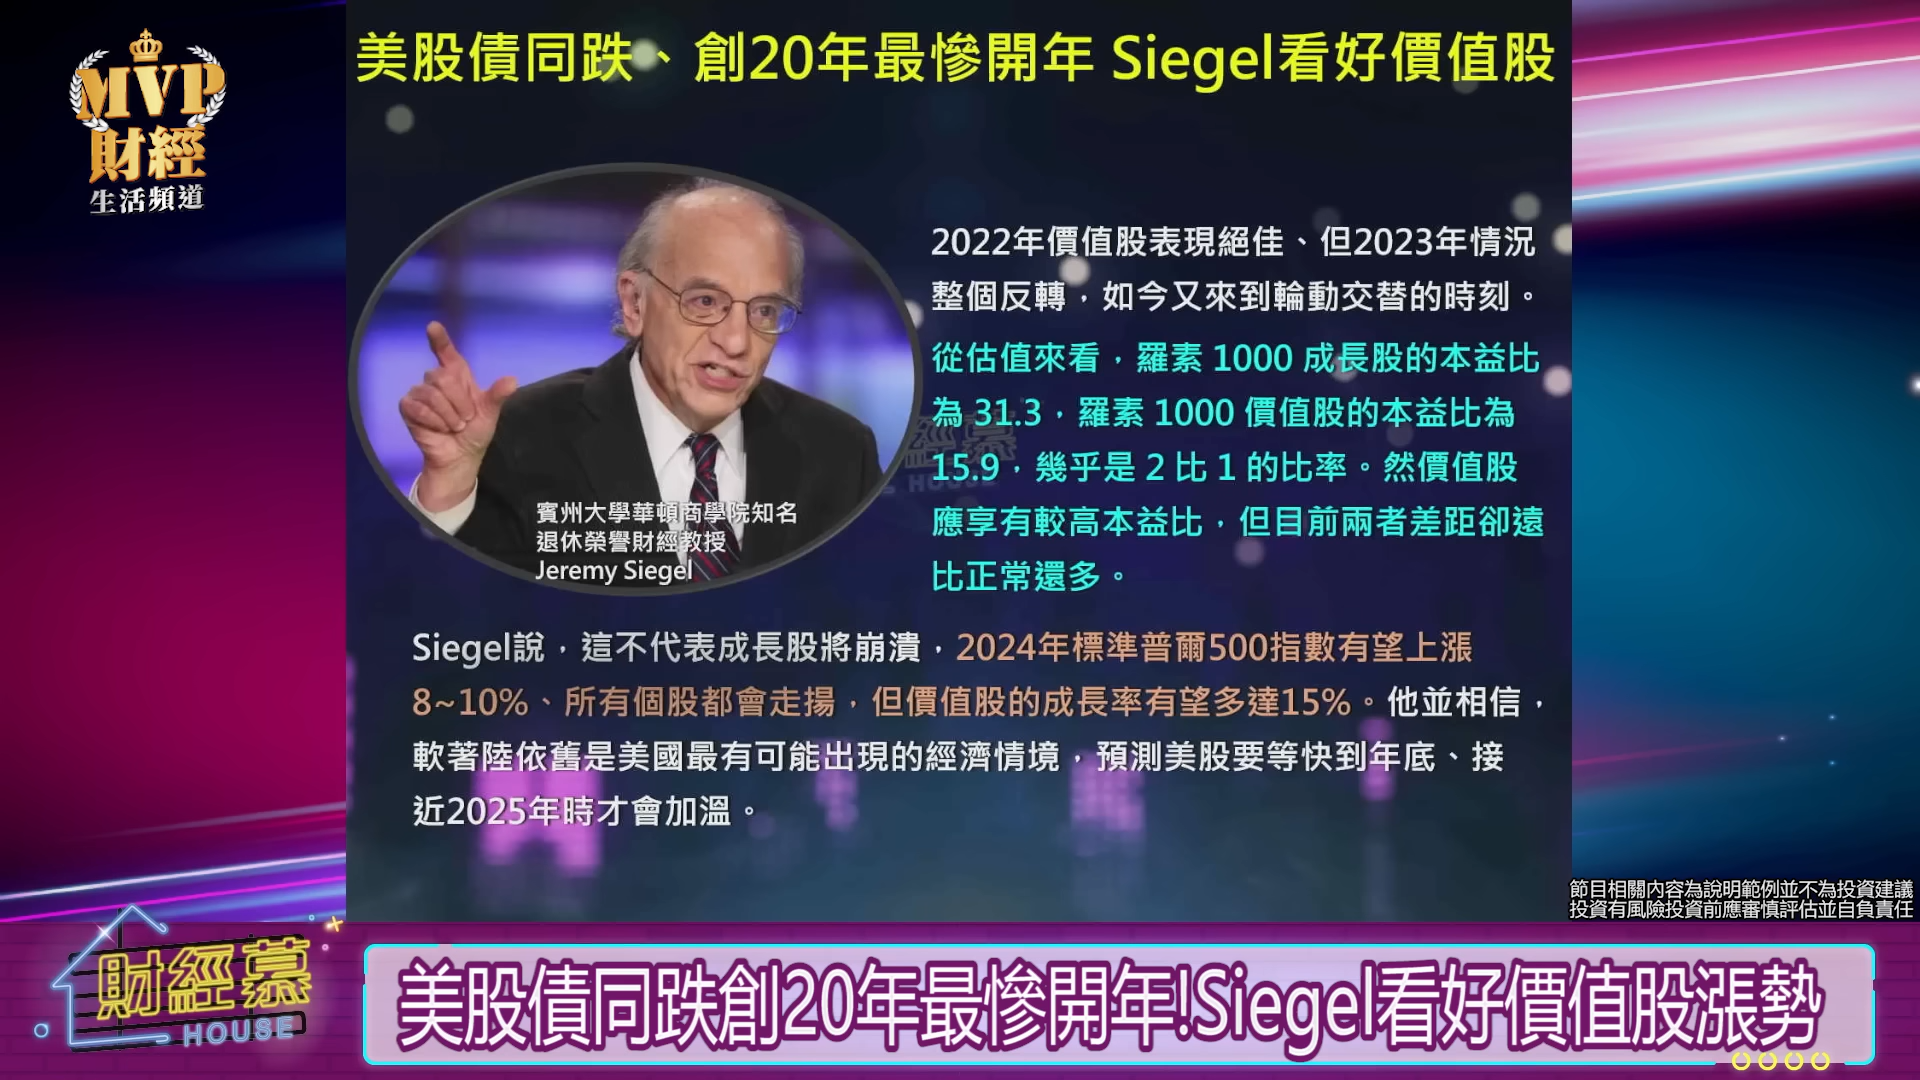 MVP
財經
生活頻道
美股債同跌、創20年最慘開年 Siegel看好價值股
2022年價值股表現絕佳、但2023年情況
整個反轉，如今又來到輪動交替的時刻。
從估值來看，羅素 1000 成長股的本益比
為 31.3，羅素 1000 價值股的本益比為
15.9，幾乎是 2 比 1 的比率。然價值股
應享有較高本益比，但目前兩者差距卻遠
比正常還多。
賓州大學華頓商學院知名
退休榮譽財經教授
Jeremy Siegel
Siegel說，這不代表成長股將崩潰，2024年標準普爾500指數有望上漲
8~10%、所有個股都會走揚，但價值股的成長率有望多達15%。他並相信，
軟著陸依舊是美國最有可能出現的經濟情境，預測美股要等快到年底、接
近2025年時才會加溫。
節目相關內容為說明範例並不為投資建議
投資有風險投資前應審慎評估並自負責任
財經慕
HOUSE
美股債同跌創20年最慘開年!Siegel看好價值股漲勢